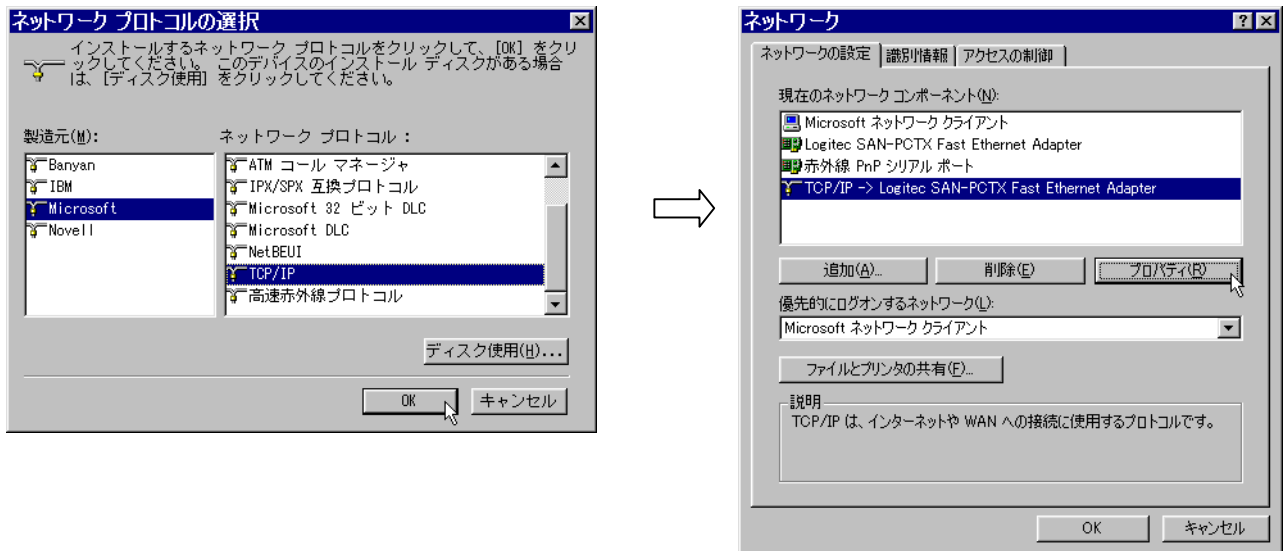 ネットワーク プロトコルの選択
インストールするネットワーク プロトコルをクリックして、[OK] をクリ
ックしてください。 このデバイスのインストール ディスクがある場合
は、[ディスク使用] をクリックしてください。
製造元(M):
Banyan
IBM
Microsoft
Novell
ネットワーク プロトコル :
ATM コール マネージャ
IPX/SPX 互換プロトコル
Microsoft 32 ビット DLC
Microsoft DLC
NetBEUI
TCP/IP
高速赤外線プロトコル
ディスク使用(H)...
OK
キャンセル
ネットワーク
ネットワークの設定
識別情報
アクセスの制御
現在のネットワーク コンポーネント(N):
Microsoft ネットワーク クライアント
Logitec SAN-PCTX Fast Ethernet Adapter
赤外線 PnP シリアル ポート
TCP/IP -> Logitec SAN-PCTX Fast Ethernet Adapter
追加(A)...
削除(E)
プロパティ(R)
優先的にログオンするネットワーク(L):
Microsoft ネットワーク クライアント
ファイルとプリンタの共有(F)...
説明
TCP/IP は、インターネットや WAN への接続に使用するプロトコルです。
OK
キャンセル